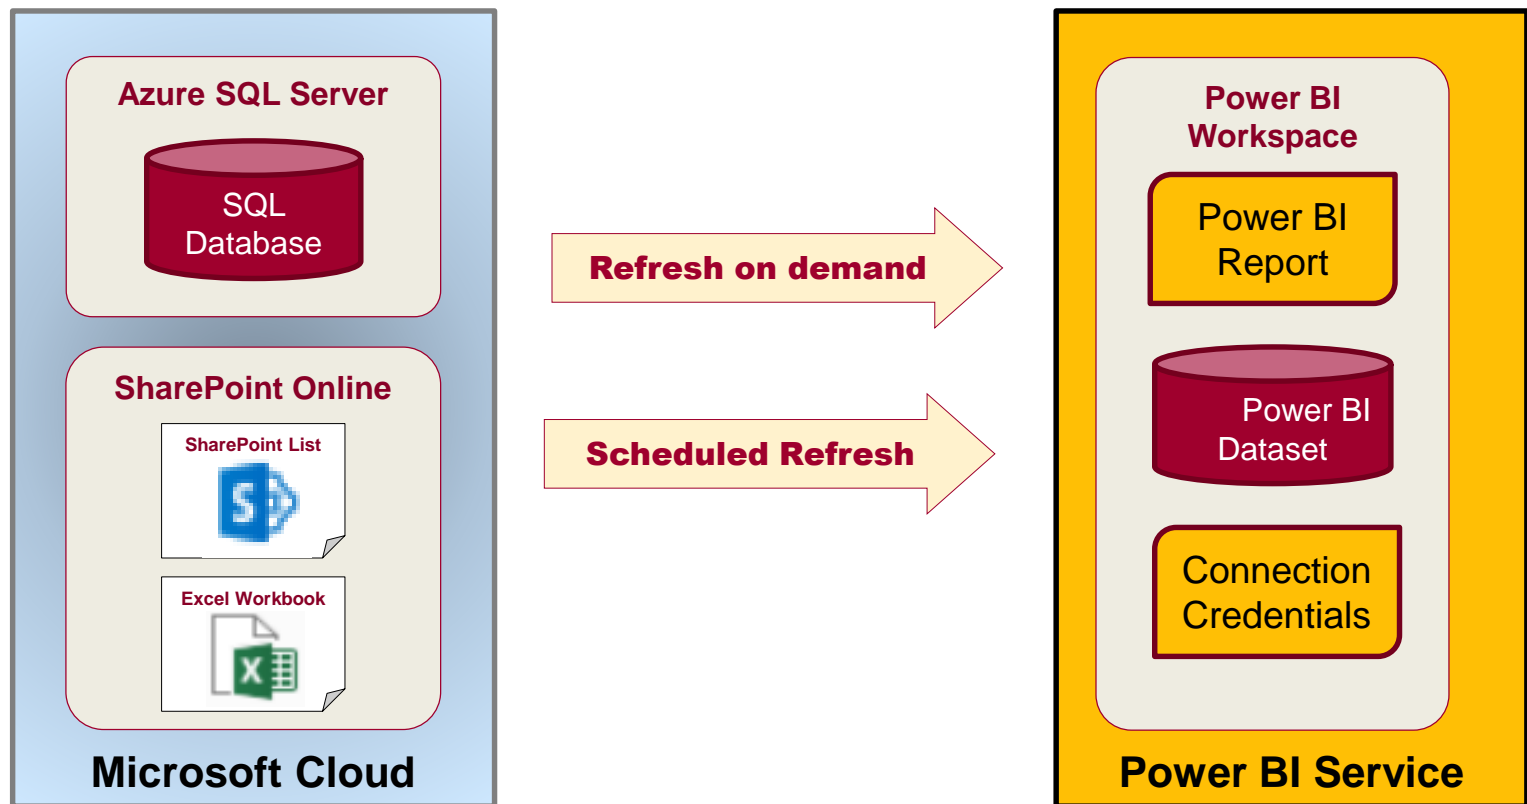 Azure SQL Server
SQL
Database
SharePoint Online
SharePoint List
S
Excel Workbook
X
Microsoft Cloud
Refresh on demand
Scheduled Refresh
Power BI
Workspace
Power BI
Report
Power BI
Dataset
Connection
Credentials
Power BI Service